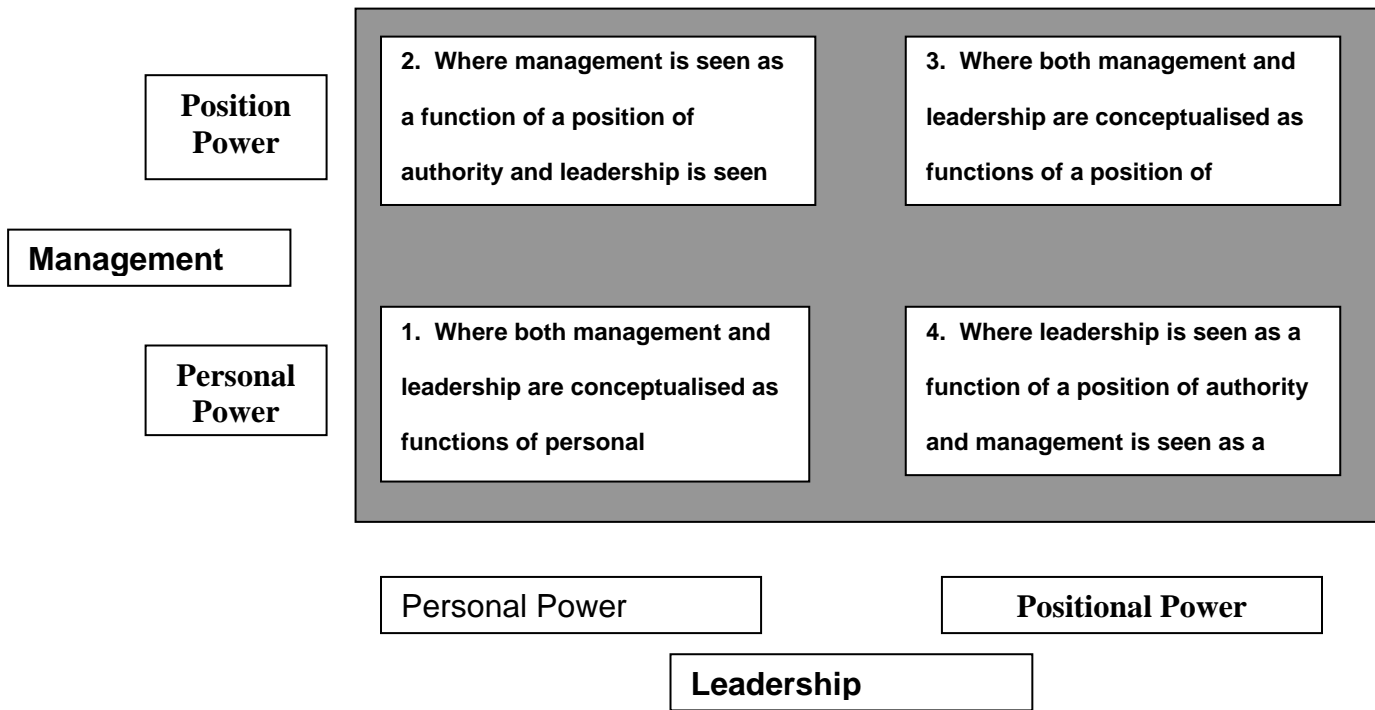 2. Where management is seen as
a function of a position of
authority and leadership is seen
3. Where both management and
leadership are conceptualised as
functions of a position of
Position
Power
Management
1. Where both management and
leadership are conceptualised as
functions of personal
4. Where leadership is seen as a
function of a position of authority
and management is seen as a
Personal
Power
Personal Power
Positional Power
Leadership